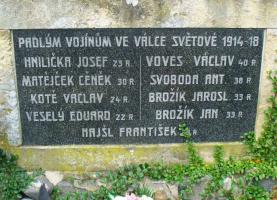 PADLÝM VOJÍNŮM VE VÁLCE SVĚTOVÉ 1914-18
HNILIČKA JOSEF 23 R. VOVES VÁCLAV 40 R.
MATĚJČEK ČENĚK 30 R. SVOBODA ANT. 38 R.
KOTĚ VÁCLAV 24 R. BROŽÍK JAROSL. 33 R.
VESELÝ EDUARD 22 R. BROŽÍK JAN 33 R.
NAJŠL FRANTIŠEK R.